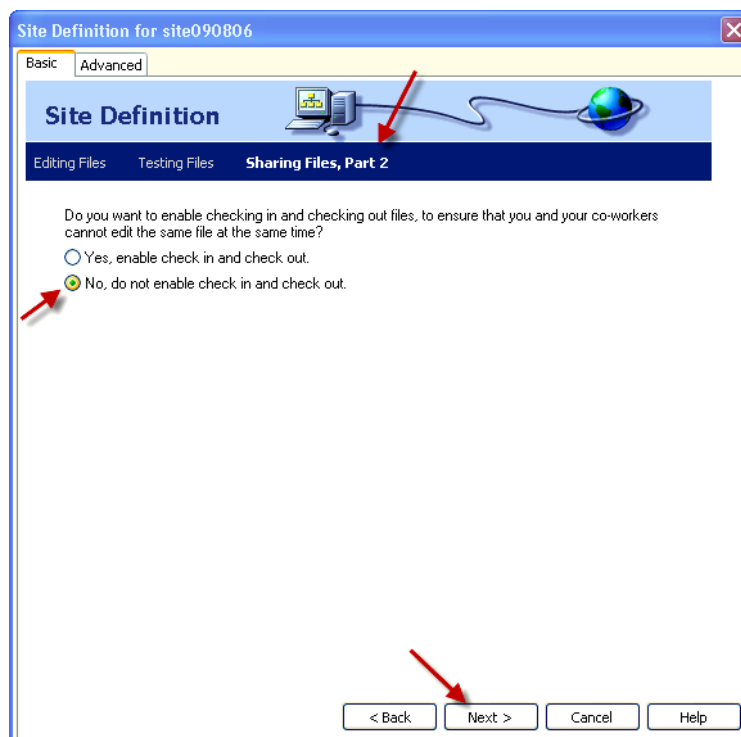 Site Definition for site090806
Basic Advanced
Site Definition
Editing Files Testing Files Sharing Files, Part 2
Do you want to enable checking in and checking out files, to ensure that you and your co-workers
cannot edit the same file at the same time?
Yes, enable check in and check out.
No, do not enable check in and check out.
< Back Next > Cancel Help